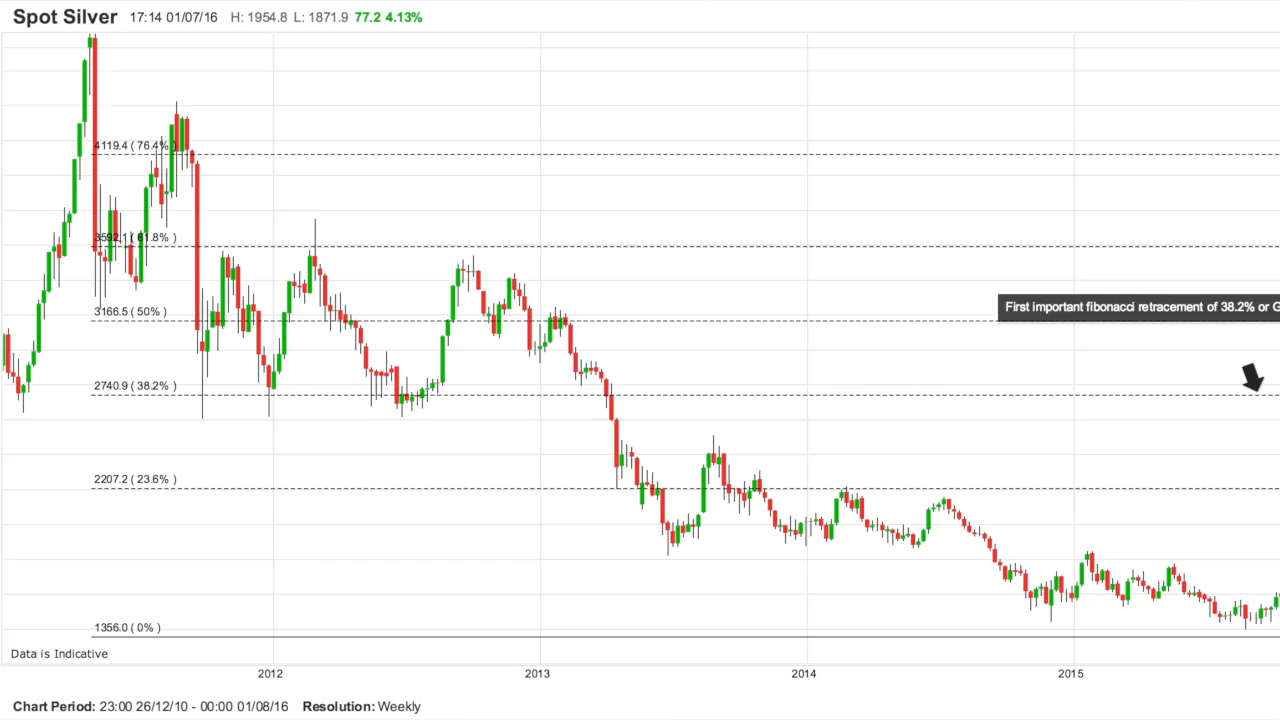 Spot Silver 17:14 01/07/16 H: 1954.8 L: 1871.9 77.2 4.13%
4119.4 ( 76.4% )
3592.1 ( 61.8% )
First important fibonacci retracement of 38.2% or G
3166.5 ( 50% )
2740.9 ( 38.2% )
2207.2 ( 23.6% )
1356.0 ( 0% )
Data is Indicative
2012 2013 2014 2015
Chart Period: 23:00 26/12/10 - 00:00 01/08/16 Resolution: Weekly